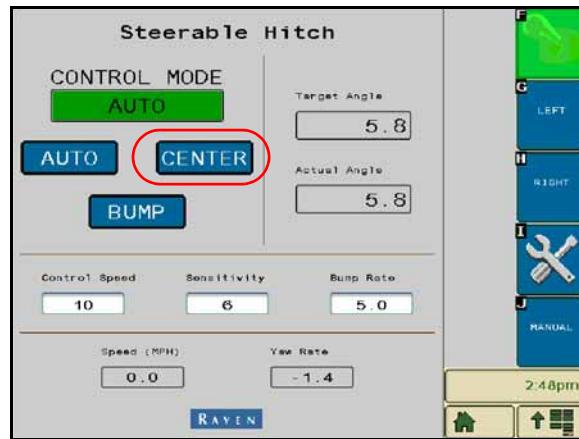 Steerable Hitch
CONTROL MODE
AUTO
AUTO
CENTER
BUMP
Target Angle
5.8
Actual Angle
5.8
Control Speed
Sensitivity
Bump Rate
10
6
5.0
Speed (MPH)
Yaw Rate
0.0
-1.4
RAVEN
F
G
LEFT
H
RIGHT
I
J
MANUAL
2:48pm